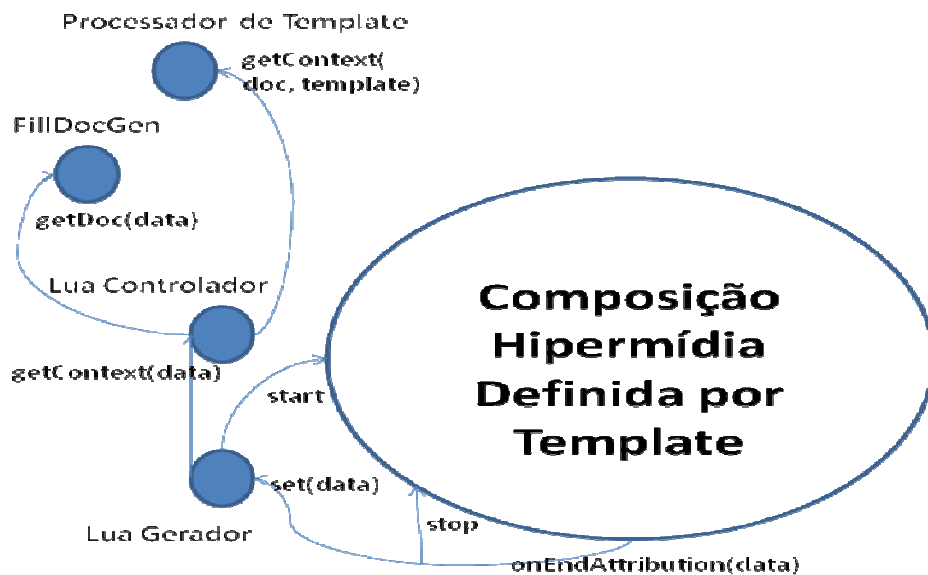 Processador de Template
getContext(
doc, template)
FillDocGen
getDoc(data)
Lua Controlador
getContext(data)
start
Composição
Hipermídia
Definida por
Template
set(data)
stop
Lua Gerador
onEndAttribution(data)